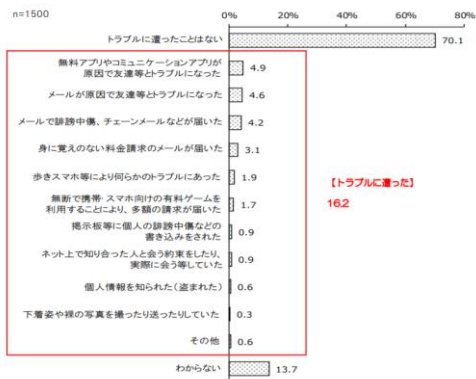 n=1500
0% 20% 40% 60% 80%
トラブルに遭ったことはない 70.1
無料アプリやコミュニケーションアプリが
原因で友達等とトラブルになった 4.9
メールが原因で友達等とトラブルになった 4.6
メールで誹謗中傷、チェーンメールなどが届いた 4.2
身に覚えのない料金請求のメールが届いた 3.1
歩きスマホ等により何らかのトラブルにあった 1.9
無断で携帯・スマホ向けの有料ゲームを
利用することにより、多額の請求が届いた 1.7
掲示板等に個人の誹謗中傷などの
書き込みをされた 0.9
ネット上で知り合った人と会う約束をしたり、
実際に会う等していた 0.9
個人情報を知られた(盗まれた) 0.6
下着姿や裸の写真を撮ったり送ったりしていた 0.3
その他 0.6
わからない 13.7
【トラブルに遭った】
16.2